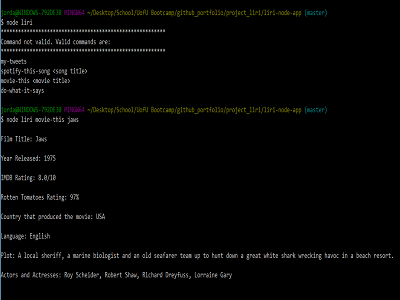 jorda@WINDOWS-79BDE30 MINGW64 ~/Desktop/School/UofU Bootcamp/github_portfolio/project_liri/liri-node-app (master)
$ node liri
*******************************************************
Command not valid. Valid commands are:
*******************************************************
my-tweets
spotify-this-song <song title>
movie-this <movie title>
do-what-it-says
jorda@WINDOWS-79BDE30 MINGW64 ~/Desktop/School/UofU Bootcamp/github_portfolio/project_liri/liri-node-app (master)
$ node liri movie-this jaws
Film Title: Jaws
Year Released: 1975
IMDB Rating: 8.0/10
Rotten Tomatoes Rating: 97%
Country that produced the movie: USA
Language: English
Plot: A local sheriff, a marine biologist and an old seafarer team up to hunt down a great white shark wrecking havoc in a beach resort.
Actors and Actresses: Roy Scheider, Robert Shaw, Richard Dreyfuss, Lorraine Gary